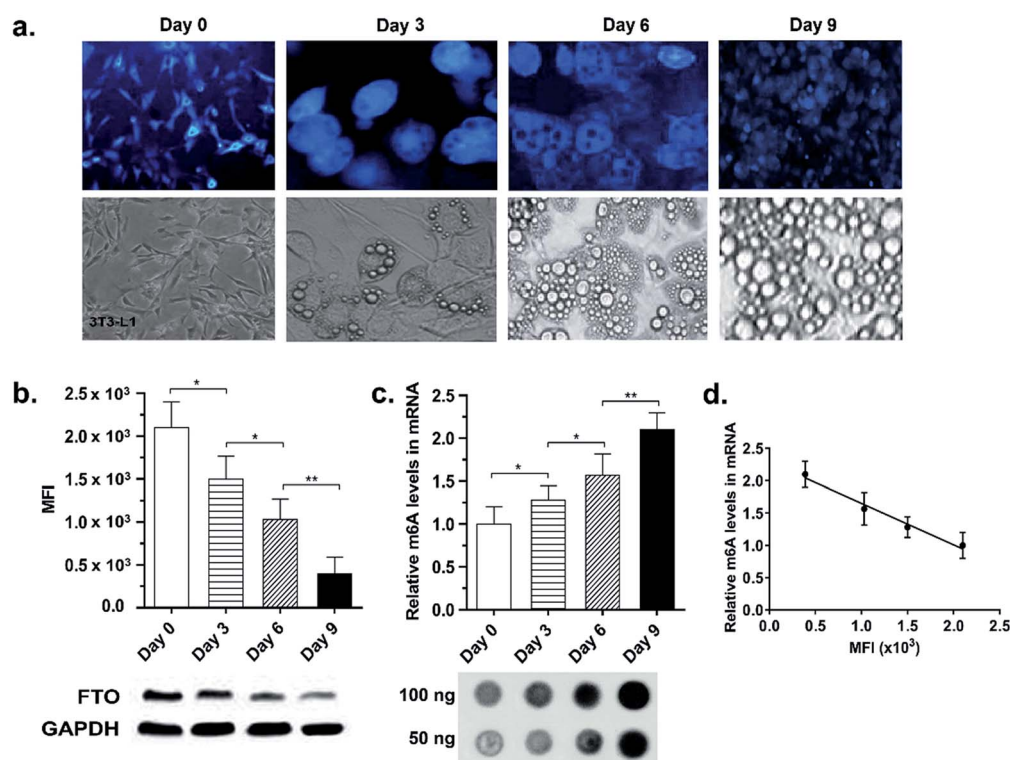 a.
Day 0 Day 3 Day 6 Day 9
3T3-L1
b.
2.5 x 10³
2.0 x 10³
1.5 x 10³
1.0 x 10³
0.5 x 10³
0.0
MFI
* * **
Day 0 Day 3 Day 6 Day 9
FTO
GAPDH
c.
Relative m6A levels in mRNA
2.5
2.0
1.5
1.0
0.5
0.0
* * **
Day 0 Day 3 Day 6 Day 9
100 ng
50 ng
d.
Relative m6A levels in mRNA
2.5
2.0
1.5
1.0
0.5
0.0
0.0 0.5 1.0 1.5 2.0 2.5
MFI (x10³)